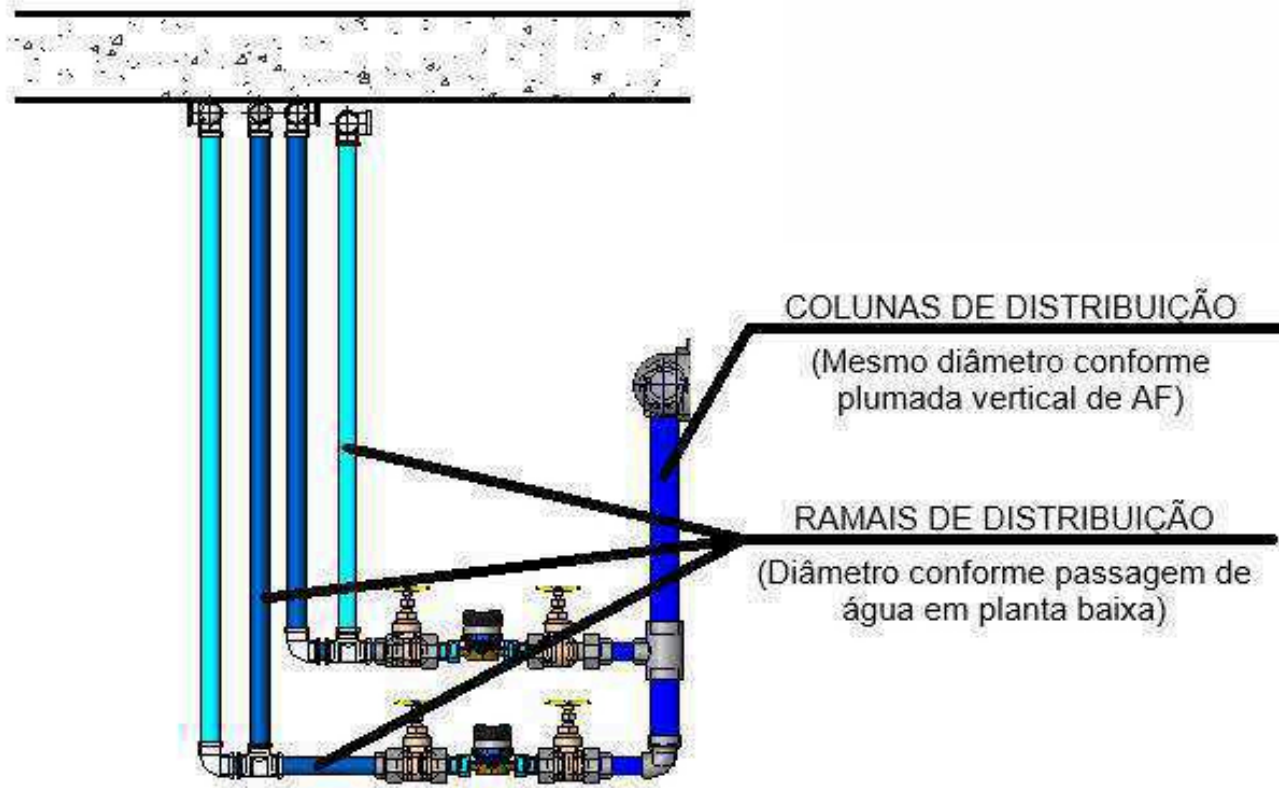 COLUNAS DE DISTRIBUIÇÃO
(Mesmo diâmetro conforme
plumada vertical de AF)
RAMAIS DE DISTRIBUIÇÃO
(Diâmetro conforme passagem de
água em planta baixa)